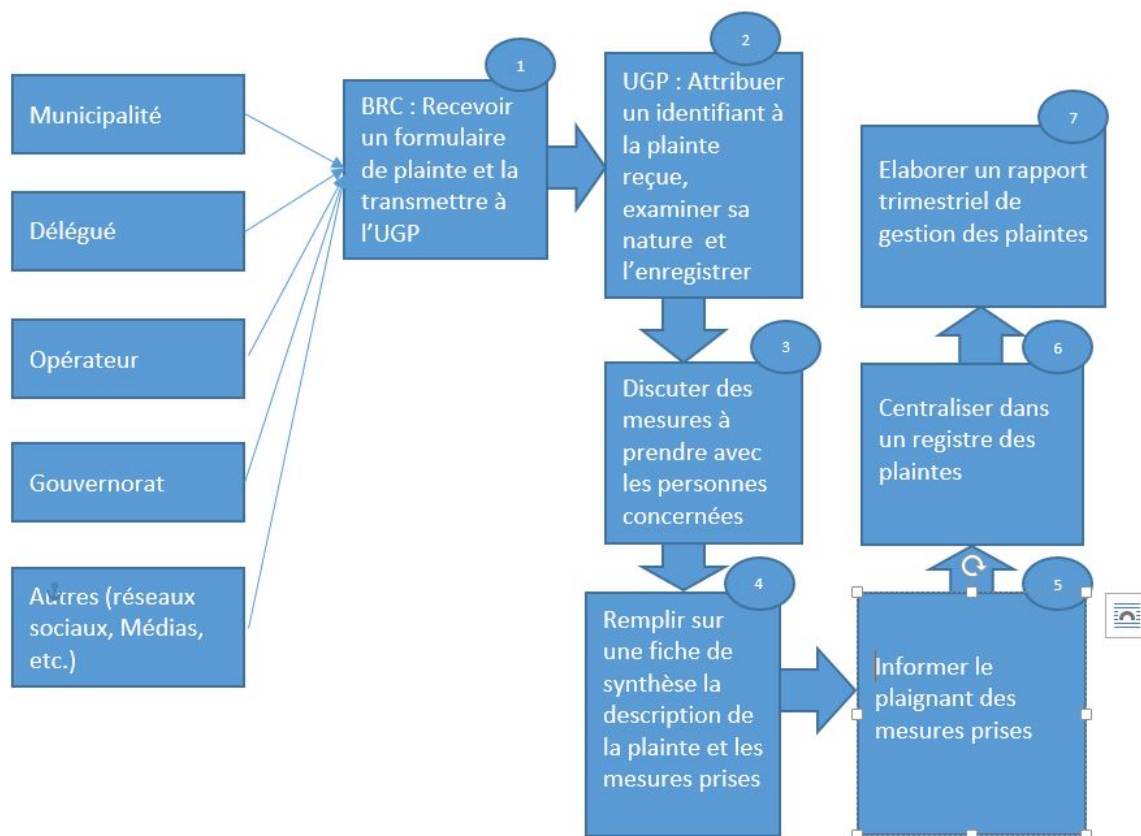 Municipalité
Délégué
Opérateur
Gouvernorat
Autres (réseaux
sociaux, Médias,
etc.)
1
BRC : Recevoir
un formulaire
de plainte et la
transmettre à
l’UGP
2
UGP : Attribuer
un identifiant à
la plainte
reçue,
examiner sa
nature et
l’enregistrer
3
Discuter des
mesures à
prendre avec
les personnes
concernées
4
Remplir sur
une fiche de
synthèse la
description de
la plainte et les
mesures prises
5
Informer le
plaignant des
mesures prises
6
Centraliser dans
un registre des
plaintes
7
Elaborer un rapport
trimestriel de
gestion des plaintes